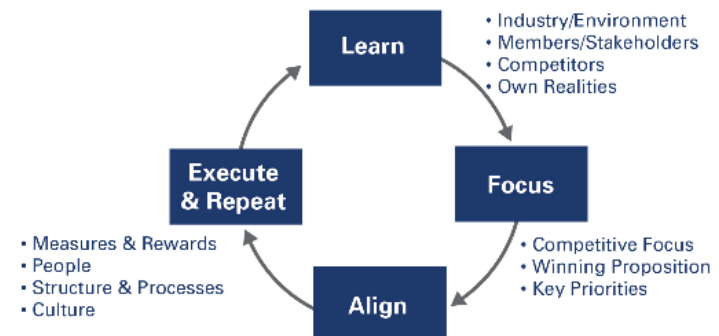 Learn
• Industry/Environment
• Members/Stakeholders
• Competitors
• Own Realities
Focus
• Competitive Focus
• Winning Proposition
• Key Priorities
Align
• Measures & Rewards
• People
• Structure & Processes
• Culture
Execute
& Repeat